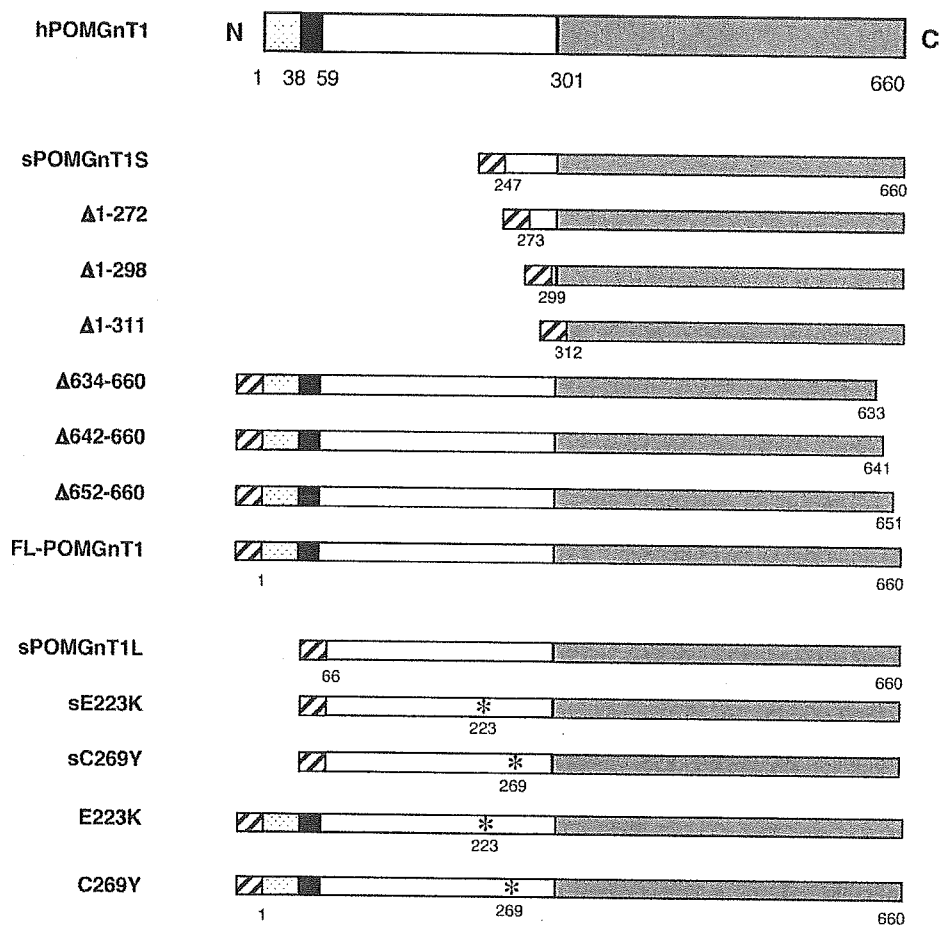 hPOMGnT1 N C
1 38 59 301 660
sPOMGnT1S
247 660
Δ1-272
273
Δ1-298
299
Δ1-311
312
Δ634-660
633
Δ642-660
641
Δ652-660
651
FL-POMGnT1
1 660
sPOMGnT1L
66 660
sE223K *
223
sC269Y *
269
E223K *
223
C269Y *
1 269 660